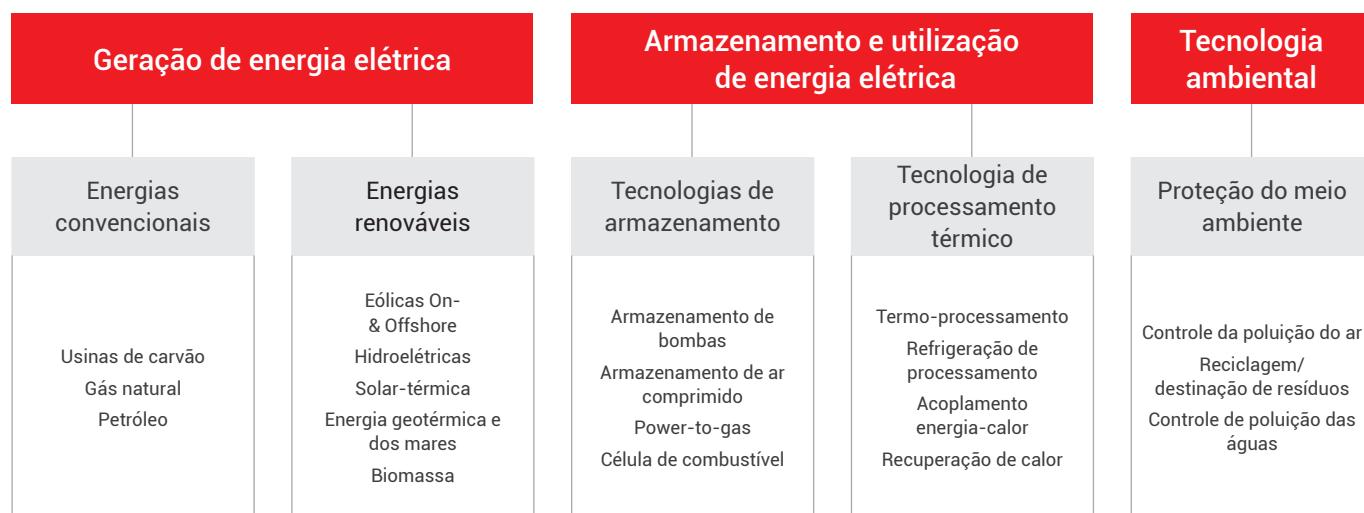 Geração de energia elétrica
Armazenamento e utilização
de energia elétrica
Tecnologia
ambiental
Energias
convencionais
Energias
renováveis
Tecnologias de
armazenamento
Tecnologia de
processamento
térmico
Proteção do meio
ambiente
Usinas de carvão
Gás natural
Petróleo
Eólicas On-
& Offshore
Hidroelétricas
Solar-térmica
Energia geotérmica e
dos mares
Biomassa
Armazenamento de
bombas
Armazenamento de ar
comprimido
Power-to-gas
Célula de combustível
Termo-processamento
Refrigeração de
processamento
Acoplamento
energia-calor
Recuperação de calor
Controle da poluição do ar
Reciclagem/
destinação de resíduos
Controle de poluição das
águas